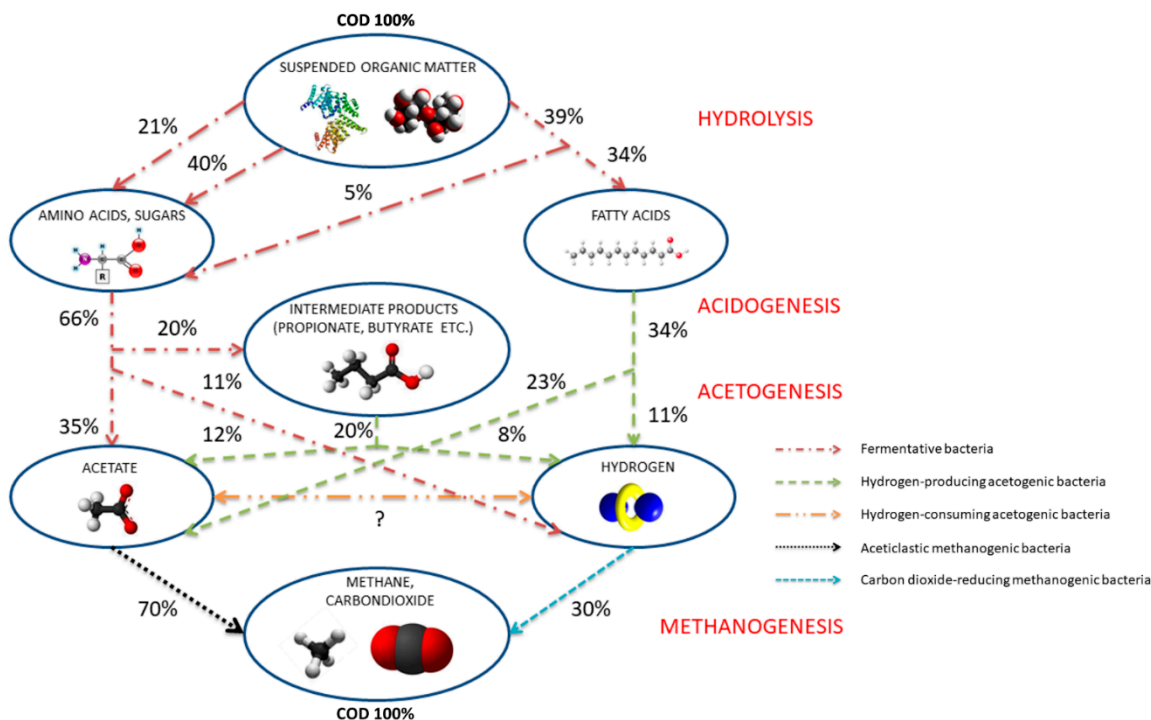 COD 100%
SUSPENDED ORGANIC MATTER
HYDROLYSIS
21%
39%
40%
34%
5%
AMINO ACIDS, SUGARS
FATTY ACIDS
R
66%
INTERMEDIATE PRODUCTS
(PROPIONATE, BUTYRATE ETC.)
ACIDOGENESIS
20%
34%
11%
23%
ACETOGENESIS
35%
12%
20%
8%
11%
ACETATE
HYDROGEN
?
Fermentative bacteria
Hydrogen-producing acetogenic bacteria
Hydrogen-consuming acetogenic bacteria
Aceticlastic methanogenic bacteria
Carbon dioxide-reducing methanogenic bacteria
METHANE,
CARBONDIOXIDE
70%
30%
METHANOGENESIS
COD 100%